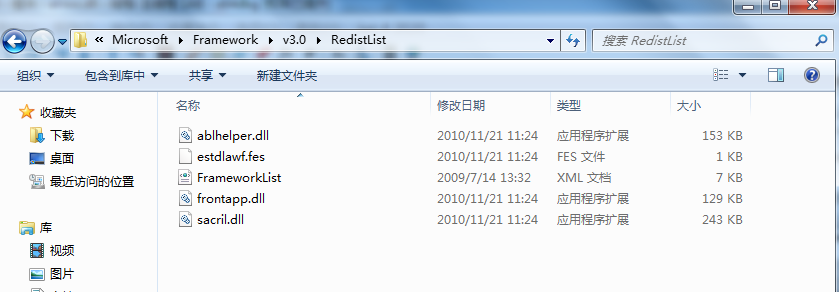 « Microsoft ▸ Framework ▸ v3.0 ▸ RedistList ▸
搜索 RedistList
组织 包含到库中 共享 新建文件夹
名称 修改日期 类型 大小
收藏夹
下载
桌面
最近访问的位置
库
视频
图片
ablhelper.dll 2010/11/21 11:24 应用程序扩展 153 KB
estdlawf.fes 2010/11/21 11:24 FES 文件 1 KB
FrameworkList 2009/7/14 13:32 XML 文档 7 KB
frontapp.dll 2010/11/21 11:24 应用程序扩展 129 KB
sacril.dll 2010/11/21 11:24 应用程序扩展 243 KB